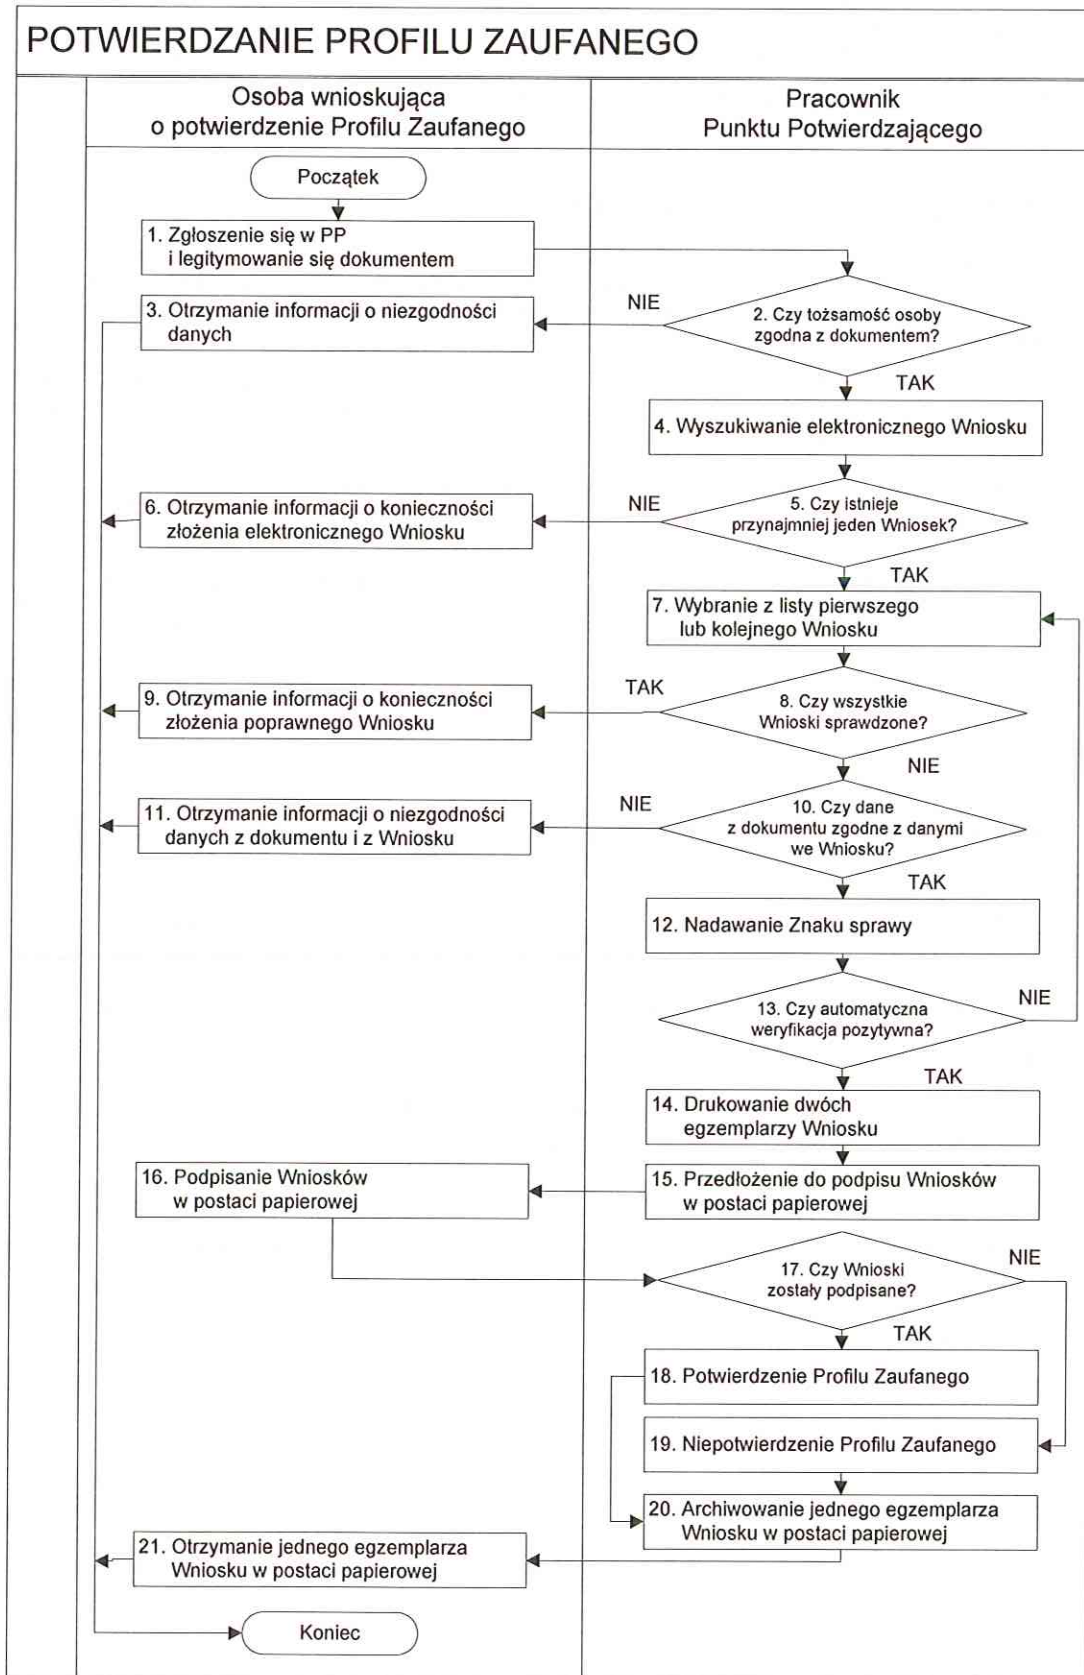 POTWIERDZANIE PROFILU ZAUFANEGO
Osoba wnioskująca
o potwierdzenie Profilu Zaufanego
Pracownik
Punktu Potwierdzającego
Początek
1. Zgłoszenie się w PP
i legitymowanie się dokumentem
2. Czy tożsamość osoby
zgodna z dokumentem?
NIE
3. Otrzymanie informacji o niezgodności
danych
TAK
4. Wyszukiwanie elektronicznego Wniosku
5. Czy istnieje
przynajmniej jeden Wniosek?
NIE
6. Otrzymanie informacji o konieczności
złożenia elektronicznego Wniosku
TAK
7. Wybranie z listy pierwszego
lub kolejnego Wniosku
8. Czy wszystkie
Wnioski sprawdzone?
TAK
9. Otrzymanie informacji o konieczności
złożenia poprawnego Wniosku
NIE
10. Czy dane
z dokumentu zgodne z danymi
we Wniosku?
NIE
11. Otrzymanie informacji o niezgodności
danych z dokumentu i z Wniosku
TAK
12. Nadawanie Znaku sprawy
13. Czy automatyczna
weryfikacja pozytywna?
NIE
TAK
14. Drukowanie dwóch
egzemplarzy Wniosku
15. Przedłożenie do podpisu Wniosków
w postaci papierowej
16. Podpisanie Wniosków
w postaci papierowej
17. Czy Wnioski
zostały podpisane?
NIE
TAK
18. Potwierdzenie Profilu Zaufanego
19. Niepotwierdzenie Profilu Zaufanego
20. Archiwowanie jednego egzemplarza
Wniosku w postaci papierowej
21. Otrzymanie jednego egzemplarza
Wniosku w postaci papierowej
Koniec